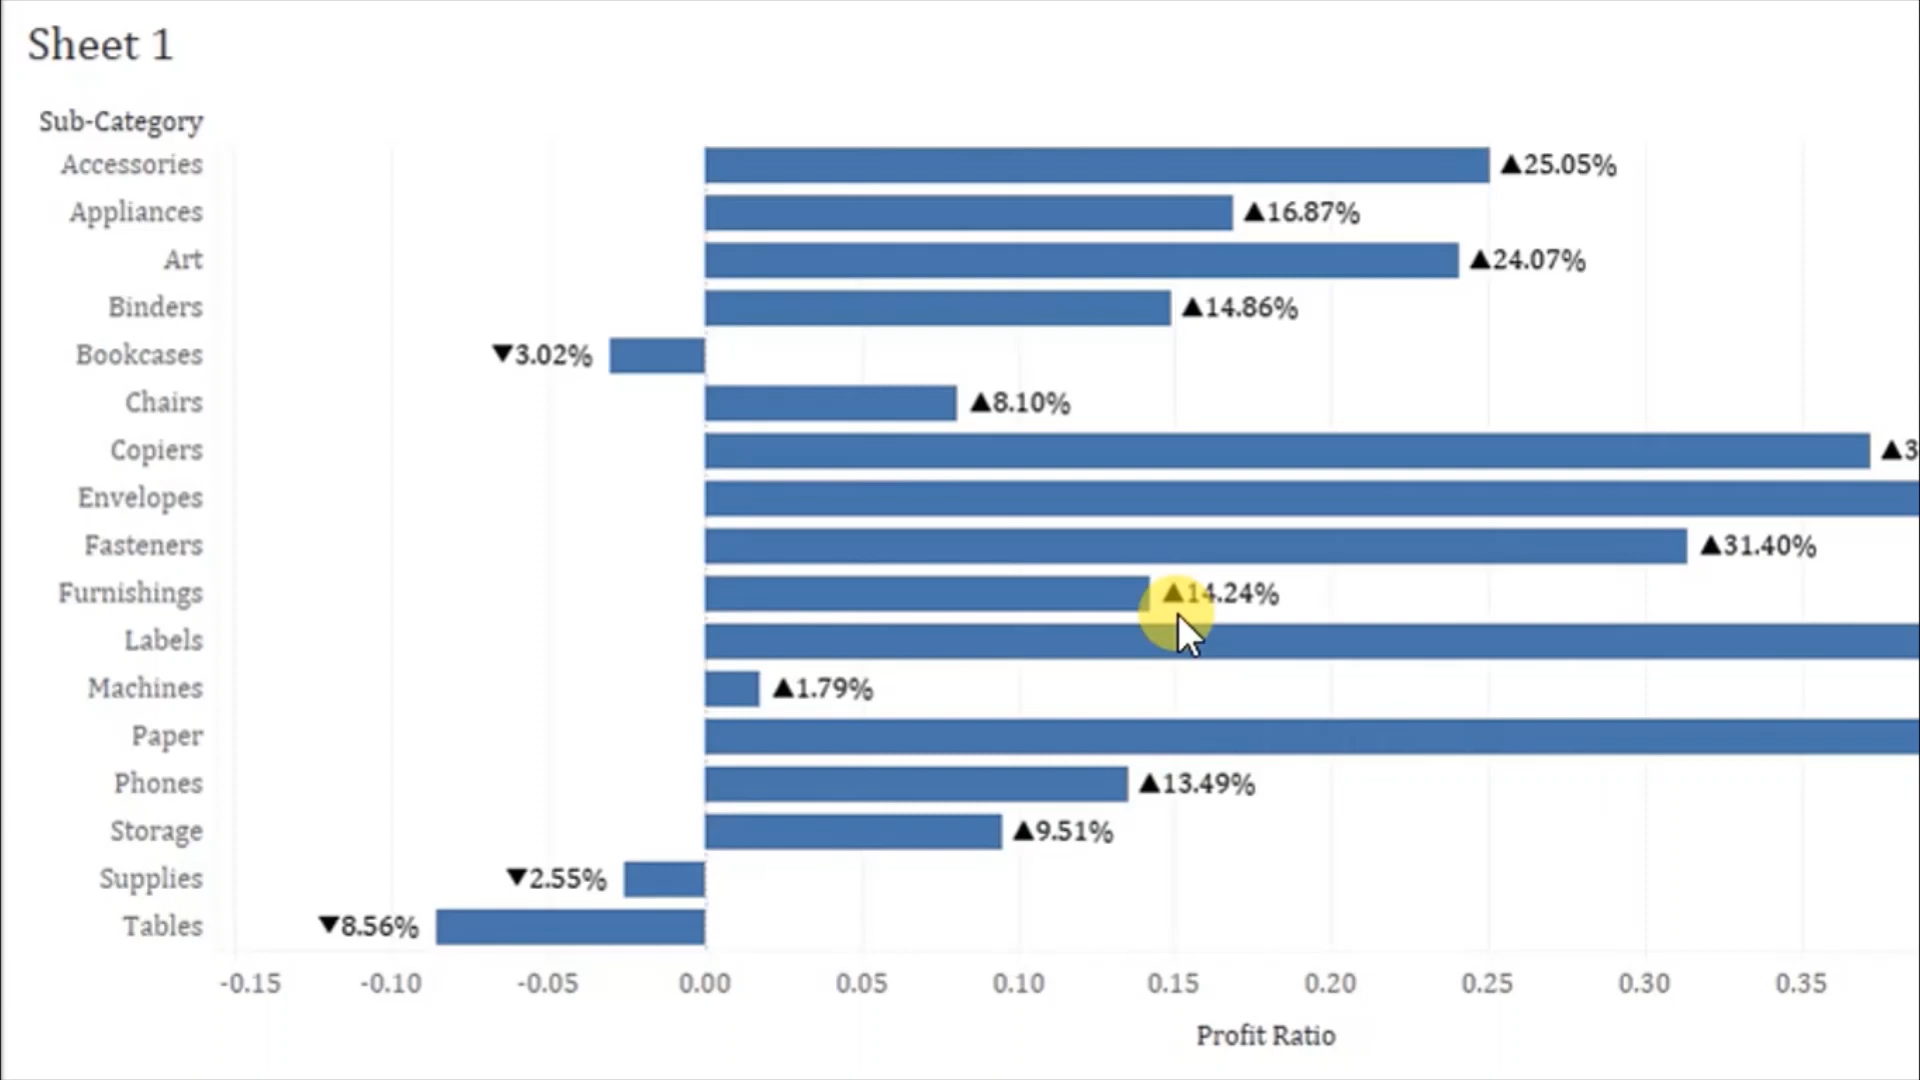 Sheet 1
Sub-Category
Accessories ▲25.05%
Appliances ▲16.87%
Art ▲24.07%
Binders ▲14.86%
Bookcases ▼3.02%
Chairs ▲8.10%
Copiers ▲3
Envelopes
Fasteners ▲31.40%
Furnishings ▲14.24%
Labels
Machines ▲1.79%
Paper
Phones ▲13.49%
Storage ▲9.51%
Supplies ▼2.55%
Tables ▼8.56%
-0.15 -0.10 -0.05 0.00 0.05 0.10 0.15 0.20 0.25 0.30 0.35
Profit Ratio